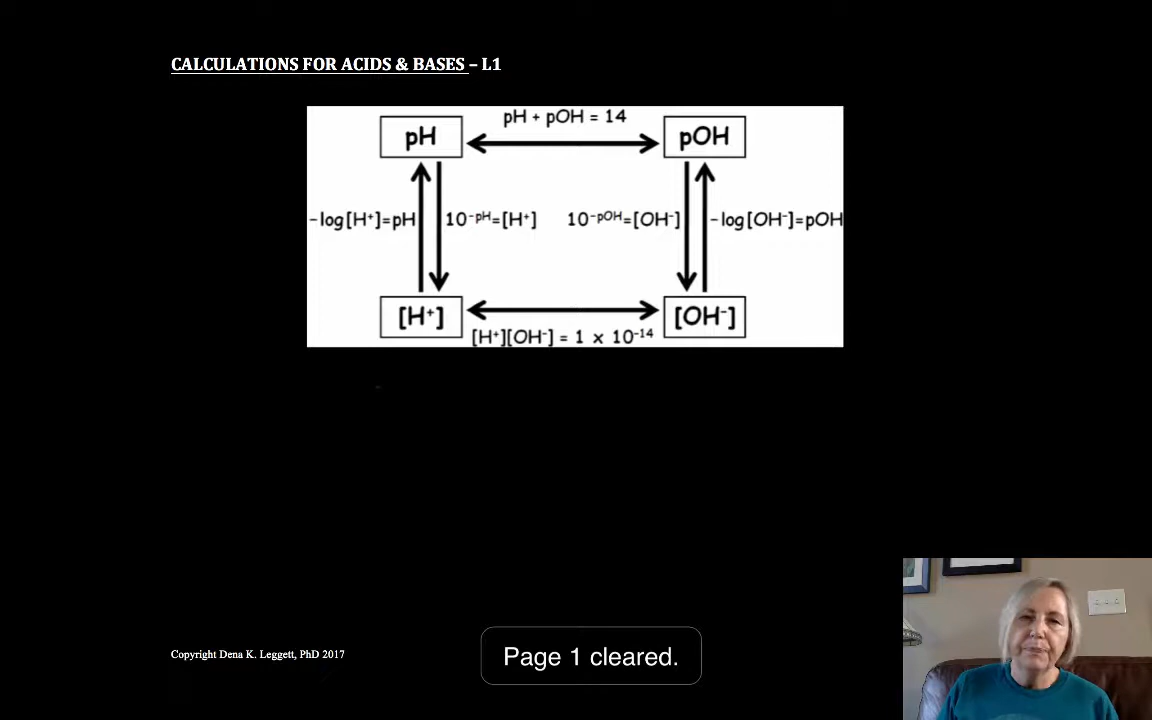 CALCULATIONS FOR ACIDS & BASES – L1
pH + pOH = 14
pH
pOH
-log[H⁺]=pH
10⁻ᵖᴴ=[H⁺]
10⁻ᵖᴼᴴ=[OH⁻]
-log[OH⁻]=pOH
[H⁺]
[OH⁻]
[H⁺][OH⁻] = 1 x 10⁻¹⁴
Copyright Dena K. Leggett, PhD 2017
Page 1 cleared.